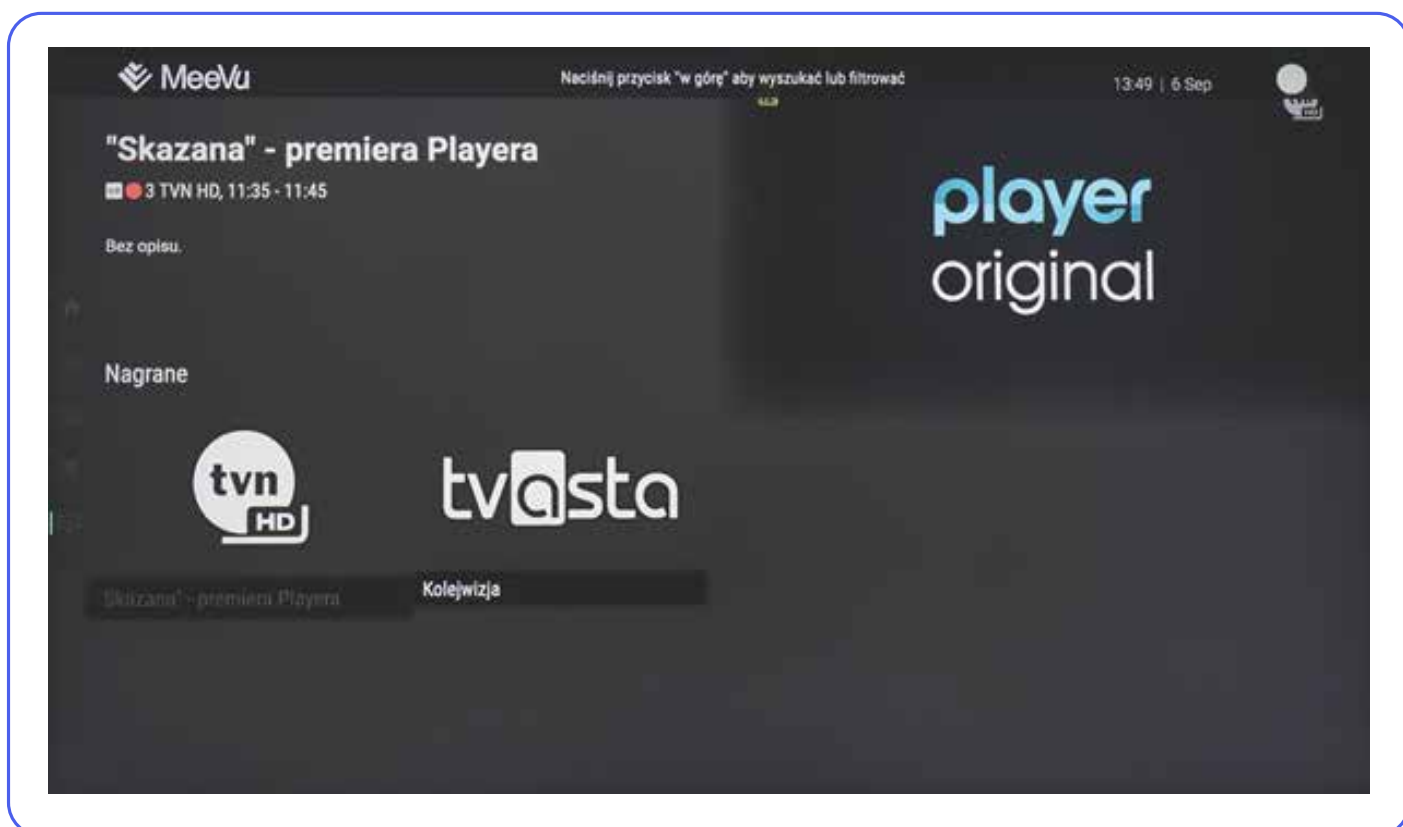 MeeVu
Naciśnij przycisk "w górę" aby wyszukać lub filtrować
13:49 | 6 Sep
"Skazana" - premiera Playera
HD 3 TVN HD, 11:35 - 11:45
Bez opisu.
player
original
Nagrane
tvn
HD
tvasta
Skazana" - premiera Playera
Kolejwizja